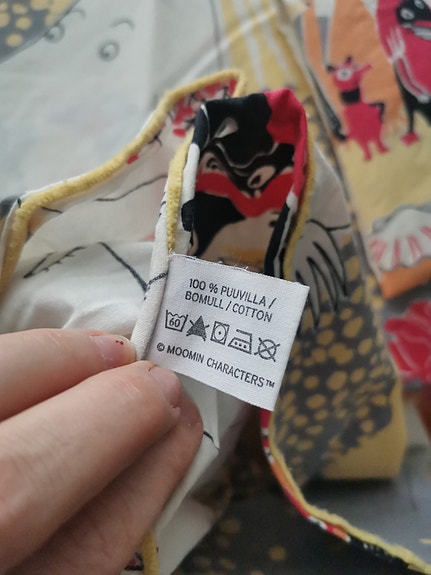 100 % PUUVILLA /
BOMULL / COTTON
60
© MOOMIN CHARACTERS™